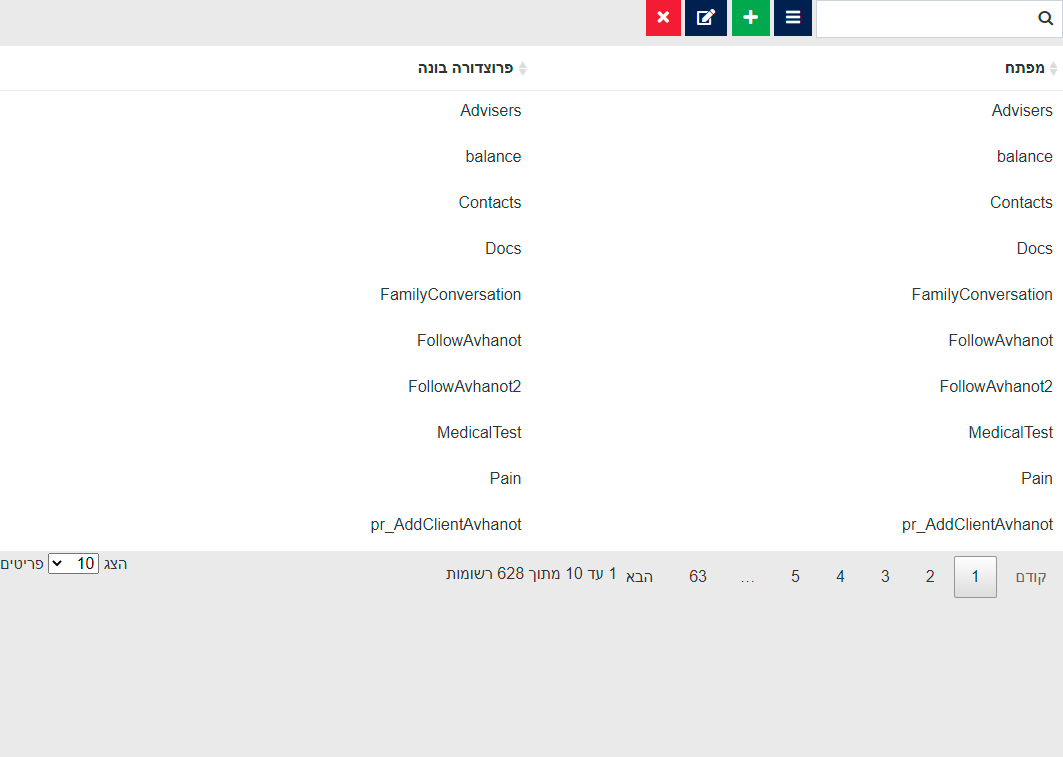 מפתח פרוצדורה בונה
Advisers Advisers
balance balance
Contacts Contacts
Docs Docs
FamilyConversation FamilyConversation
FollowAvhanot FollowAvhanot
FollowAvhanot2 FollowAvhanot2
MedicalTest MedicalTest
Pain Pain
pr_AddClientAvhanot pr_AddClientAvhanot
קודם 1 2 3 4 5 … 63 הבא 1 עד 10 מתוך 628 רשומות הצג 10 פריטים